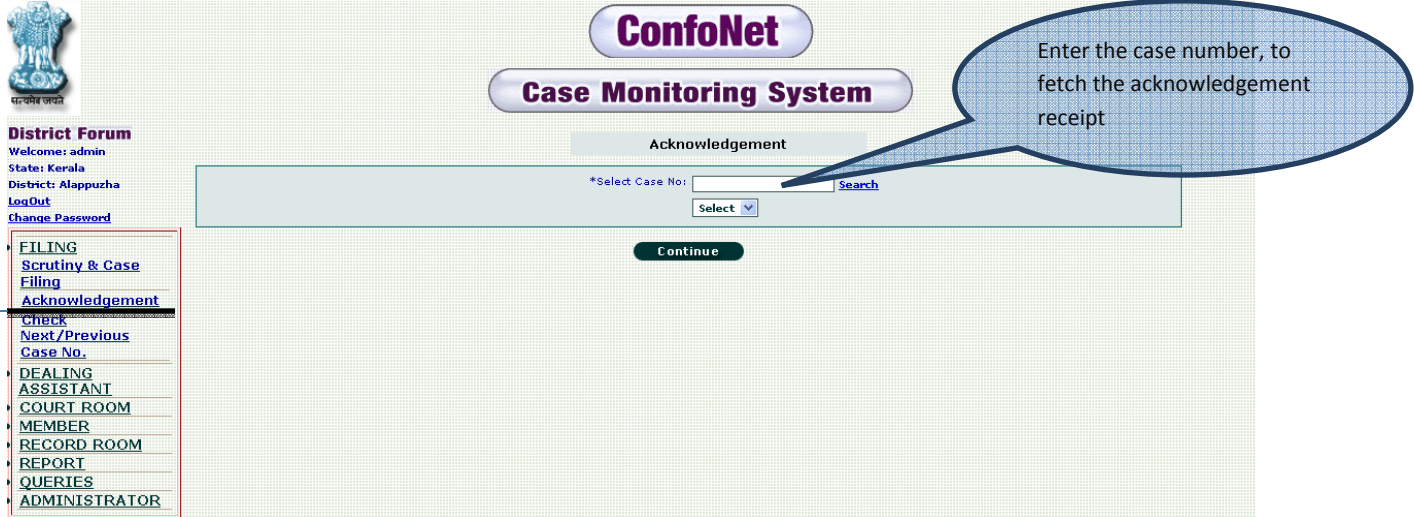 सत्यमेव जयते
ConfoNet
Case Monitoring System
Enter the case number, to
fetch the acknowledgement
receipt
District Forum
Welcome: admin
State: Kerala
District: Alappuzha
LogOut
Change Password
Acknowledgement
*Select Case No:
Search
Select
Continue
FILING
Scrutiny & Case
Filing
Acknowledgement
Check
Next/Previous
Case No.
DEALING
ASSISTANT
COURT ROOM
MEMBER
RECORD ROOM
REPORT
QUERIES
ADMINISTRATOR